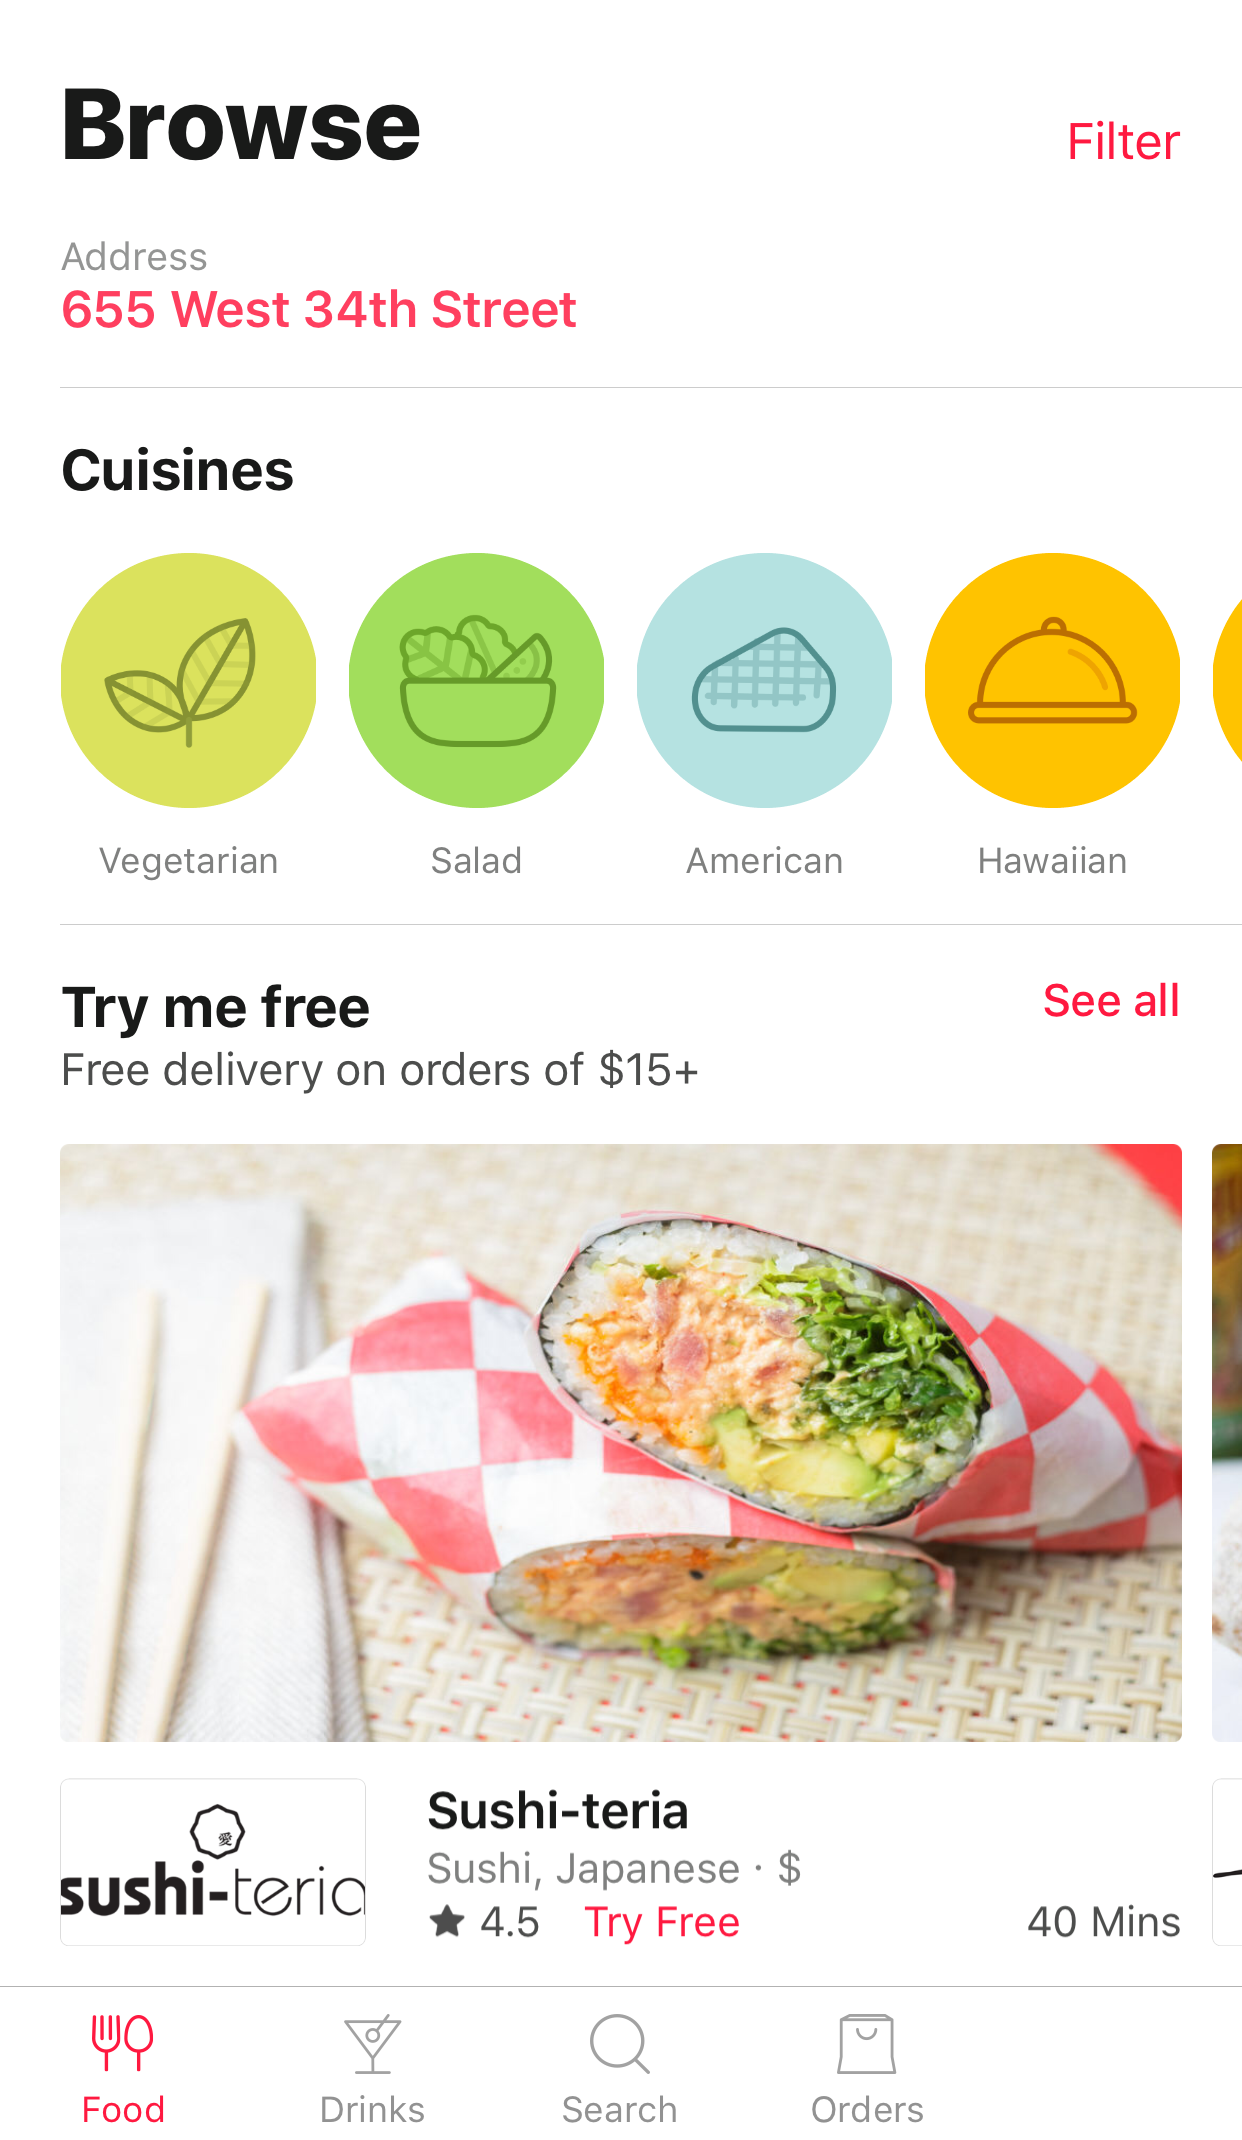 Browse
Filter
Address
655 West 34th Street
Cuisines
Vegetarian
Salad
American
Hawaiian
Try me free
See all
Free delivery on orders of $15+
愛
sushi-teria
Sushi-teria
Sushi, Japanese · $
★ 4.5 Try Free 40 Mins
Food
Drinks
Search
Orders